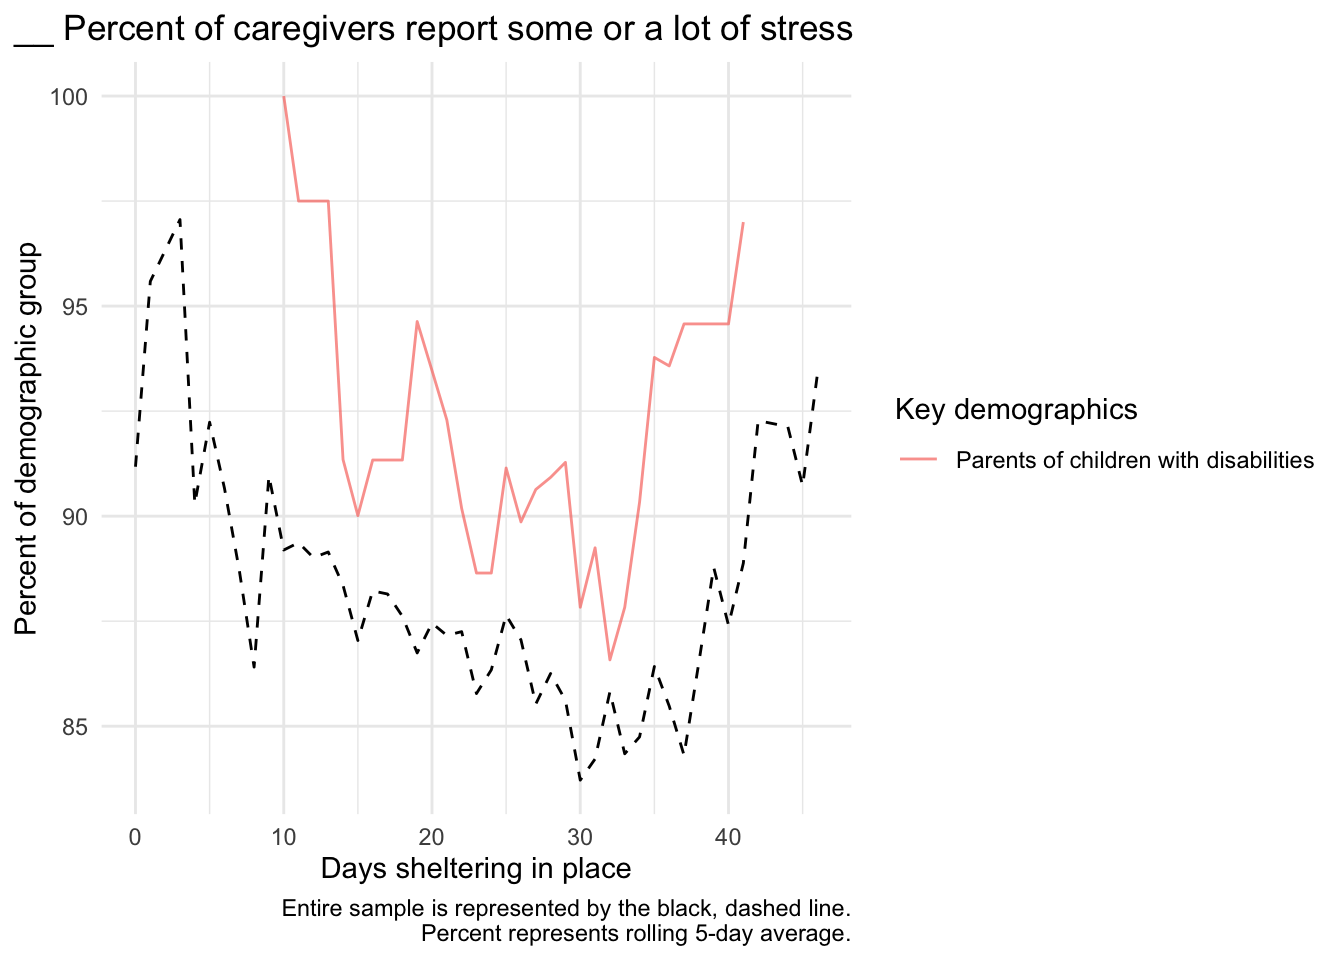 __ Percent of caregivers report some or a lot of stress
Percent of demographic group
100
95
90
85
0 10 20 30 40
Days sheltering in place
Key demographics
Parents of children with disabilities
Entire sample is represented by the black, dashed line.
Percent represents rolling 5-day average.